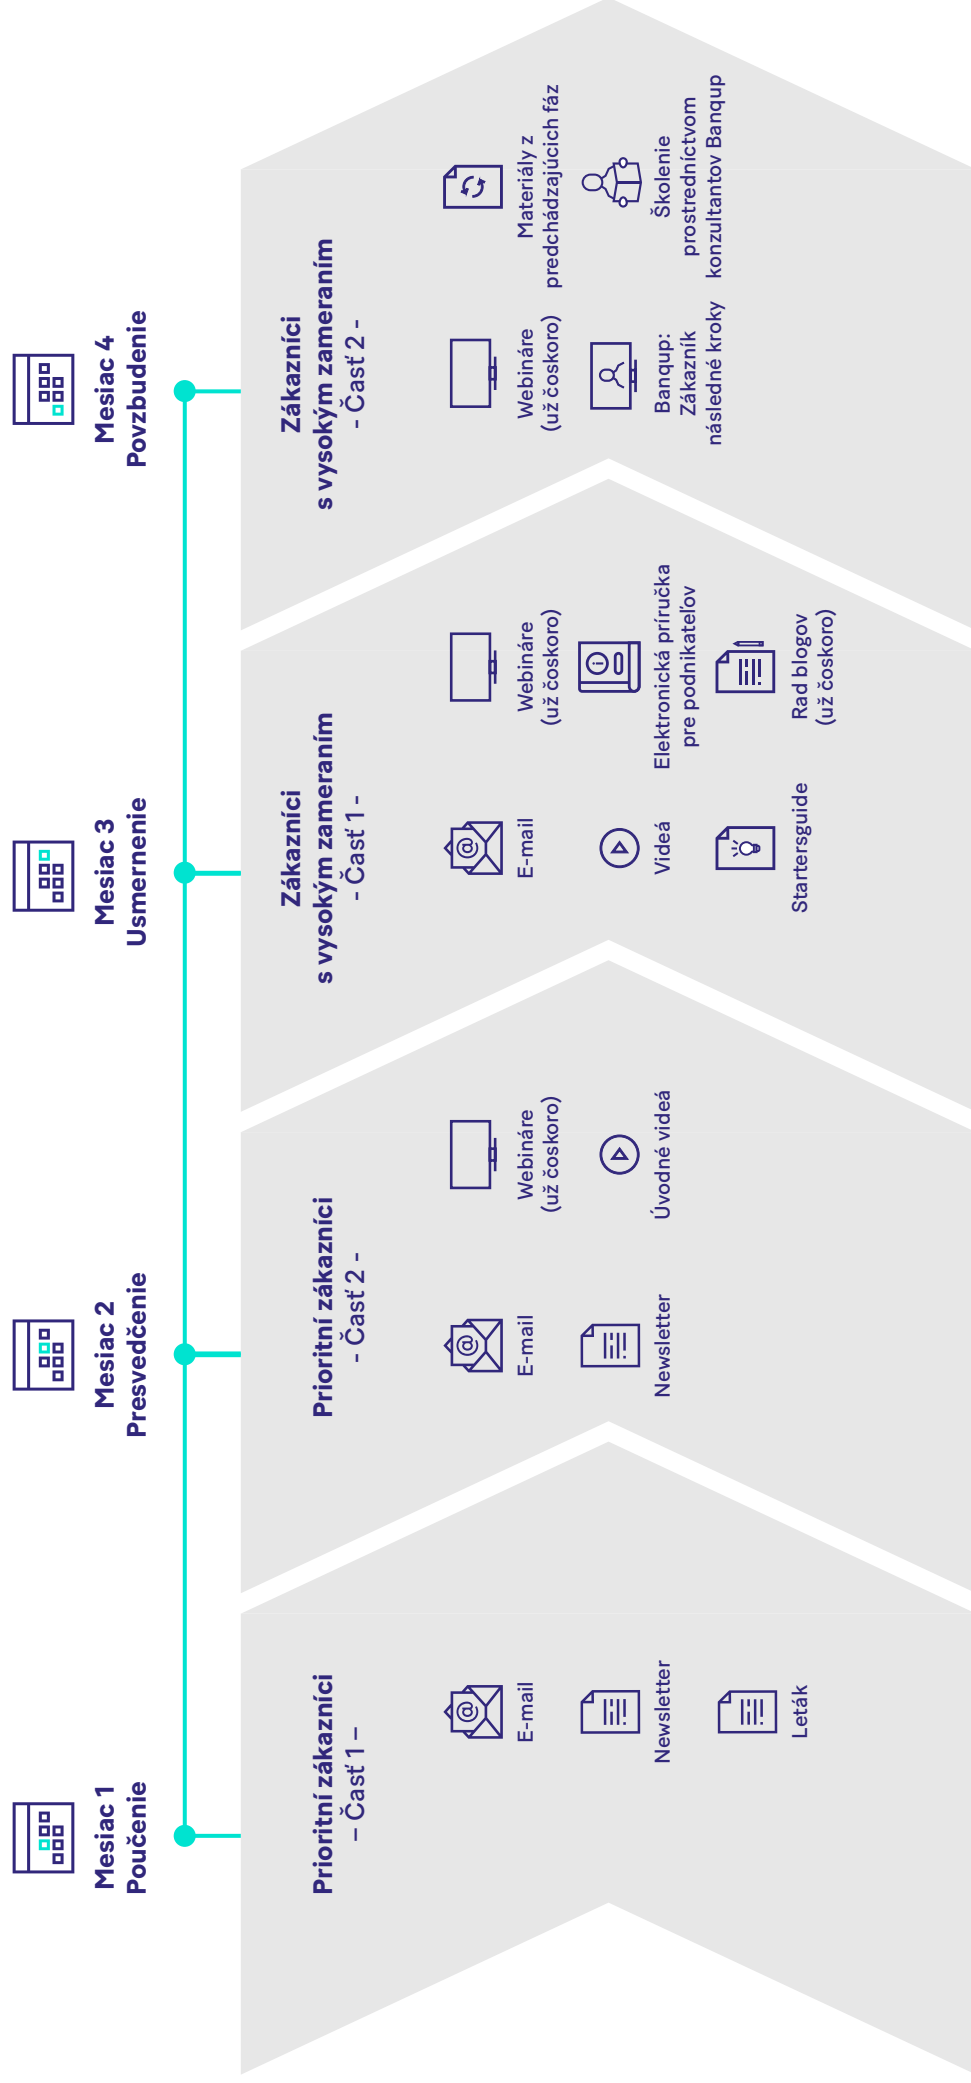 Mesiac 1
Poučenie
Mesiac 2
Presvedčenie
Mesiac 3
Usmernenie
Mesiac 4
Povzbudenie
Prioritní zákazníci
– Časť 1 –
E-mail
Newsletter
Leták
Prioritní zákazníci
- Časť 2 -
E-mail
Webináre
(už čoskoro)
Newsletter
Úvodné videá
Zákazníci
s vysokým zameraním
- Časť 1 -
E-mail
Webináre
(už čoskoro)
Videá
Elektronická príručka
pre podnikateľov
Startersguide
Rad blogov
(už čoskoro)
Zákazníci
s vysokým zameraním
- Časť 2 -
Webináre
(už čoskoro)
Materiály z
predchádzajúcich fáz
Banqup:
Zákazník
následné kroky
Školenie
prostredníctvom
konzultantov Banqup